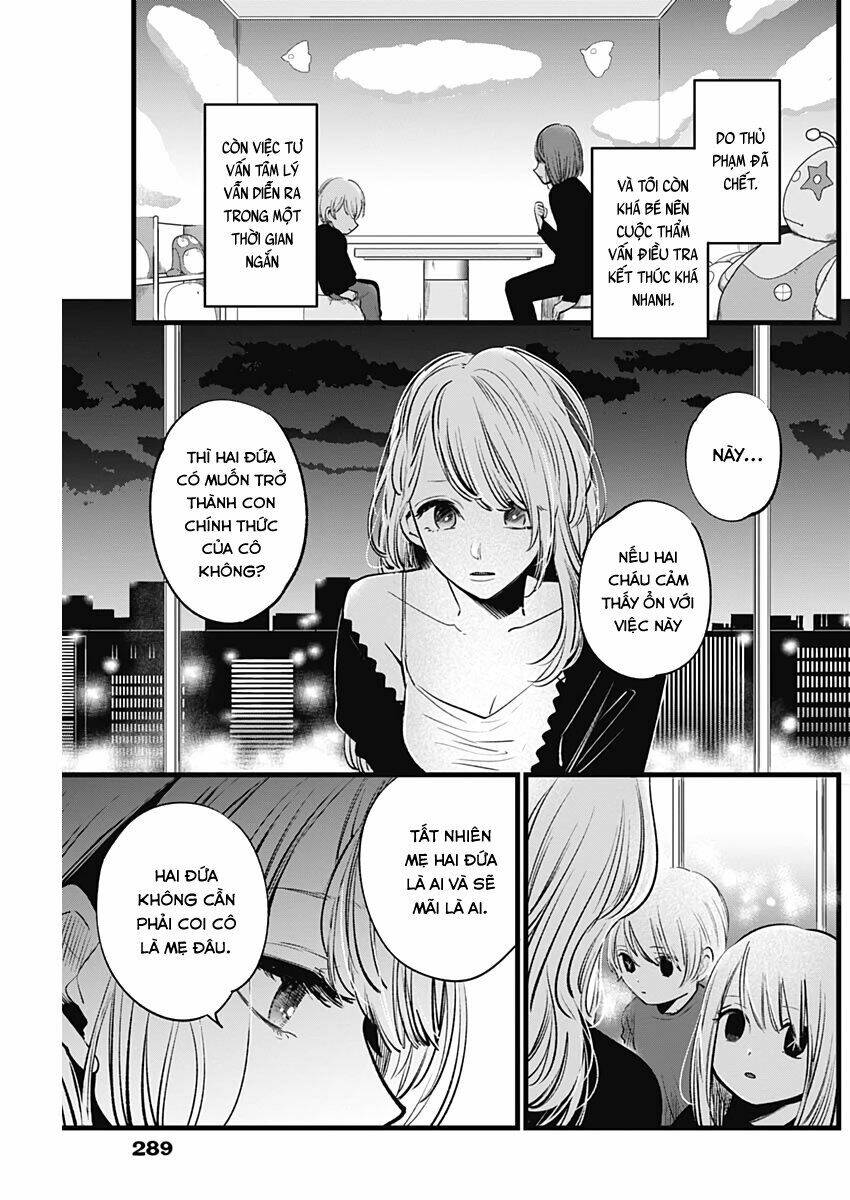 DO THỦ
PHẠM ĐÃ
CHẾT.
VÀ TÔI CÒN
KHÁ BÉ NÊN
CUỘC THẨM
VẤN ĐIỀU TRA
KẾT THÚC KHÁ
NHANH.
CÒN VIỆC TƯ
VẤN TÂM LÝ
VẪN DIỄN RA
TRONG MỘT
THỜI GIAN
NGẮN
NÀY...
NẾU HAI
CHÁU CẢM
THẤY ỔN VỚI
VIỆC NÀY
THÌ HAI ĐỨA
CÓ MUỐN TRỞ
THÀNH CON
CHÍNH THỨC
CỦA CÔ
KHÔNG?
TẤT NHIÊN
MẸ HAI ĐỨA
LÀ AI VÀ SẼ
MÃI LÀ AI.
HAI ĐỨA
KHÔNG CẦN
PHẢI COI CÔ
LÀ MẸ ĐÂU.
289